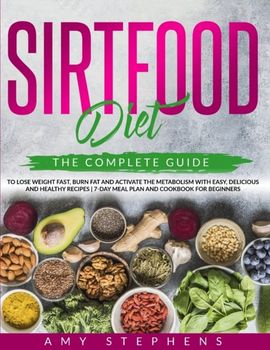 SIRTFOOD
Diet
THE COMPLETE GUIDE
TO LOSE WEIGHT FAST, BURN FAT AND ACTIVATE THE METABOLISM WITH EASY, DELICIOUS
AND HEALTHY RECIPES | 7-DAY MEAL PLAN AND COOKBOOK FOR BEGINNERS
AMY STEPHENS